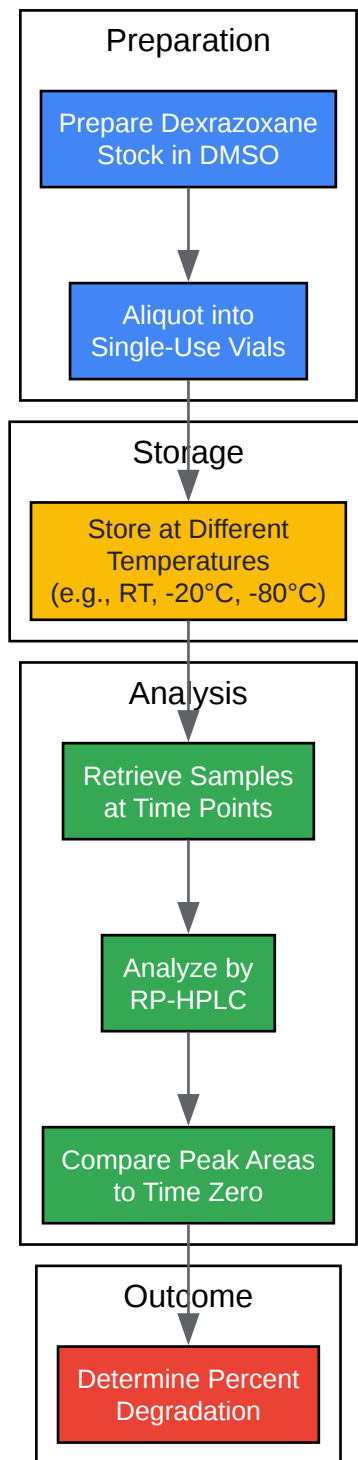 Preparation
Prepare Dexrazoxane
Stock in DMSO
Aliquot into
Single-Use Vials
Storage
Store at Different
Temperatures
(e.g., RT, -20°C, -80°C)
Analysis
Retrieve Samples
at Time Points
Analyze by
RP-HPLC
Compare Peak Areas
to Time Zero
Outcome
Determine Percent
Degradation